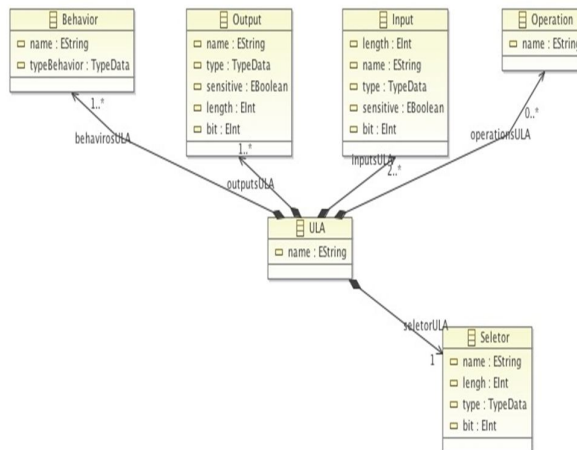 Behavior
name : EString
typeBehavior : TypeData
Output
name : EString
type : TypeData
sensitive : EBoolean
length : EInt
bit : EInt
Input
length : EInt
name : EString
type : TypeData
sensitive : EBoolean
bit : EInt
Operation
name : EString
1..*
behavirosULA
1..*
outputsULA
inputsULA
2..*
0..*
operationsULA
ULA
name : EString
seletorULA
1
Seletor
name : EString
lengh : EInt
type : TypeData
bit : EInt